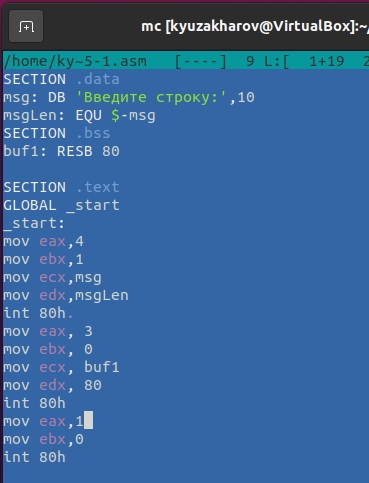 mc [kyuzakharov@VirtualBox]:~/
/home/ky~5-1.asm [----] 9 L:[ 1+19 2
SECTION .data
msg: DB 'Введите строку:',10
msgLen: EQU $-msg
SECTION .bss
buf1: RESB 80
SECTION .text
GLOBAL _start
_start:
mov eax,4
mov ebx,1
mov ecx,msg
mov edx,msgLen
int 80h.
mov eax, 3
mov ebx, 0
mov ecx, buf1
mov edx, 80
int 80h
mov eax,1
mov ebx,0
int 80h